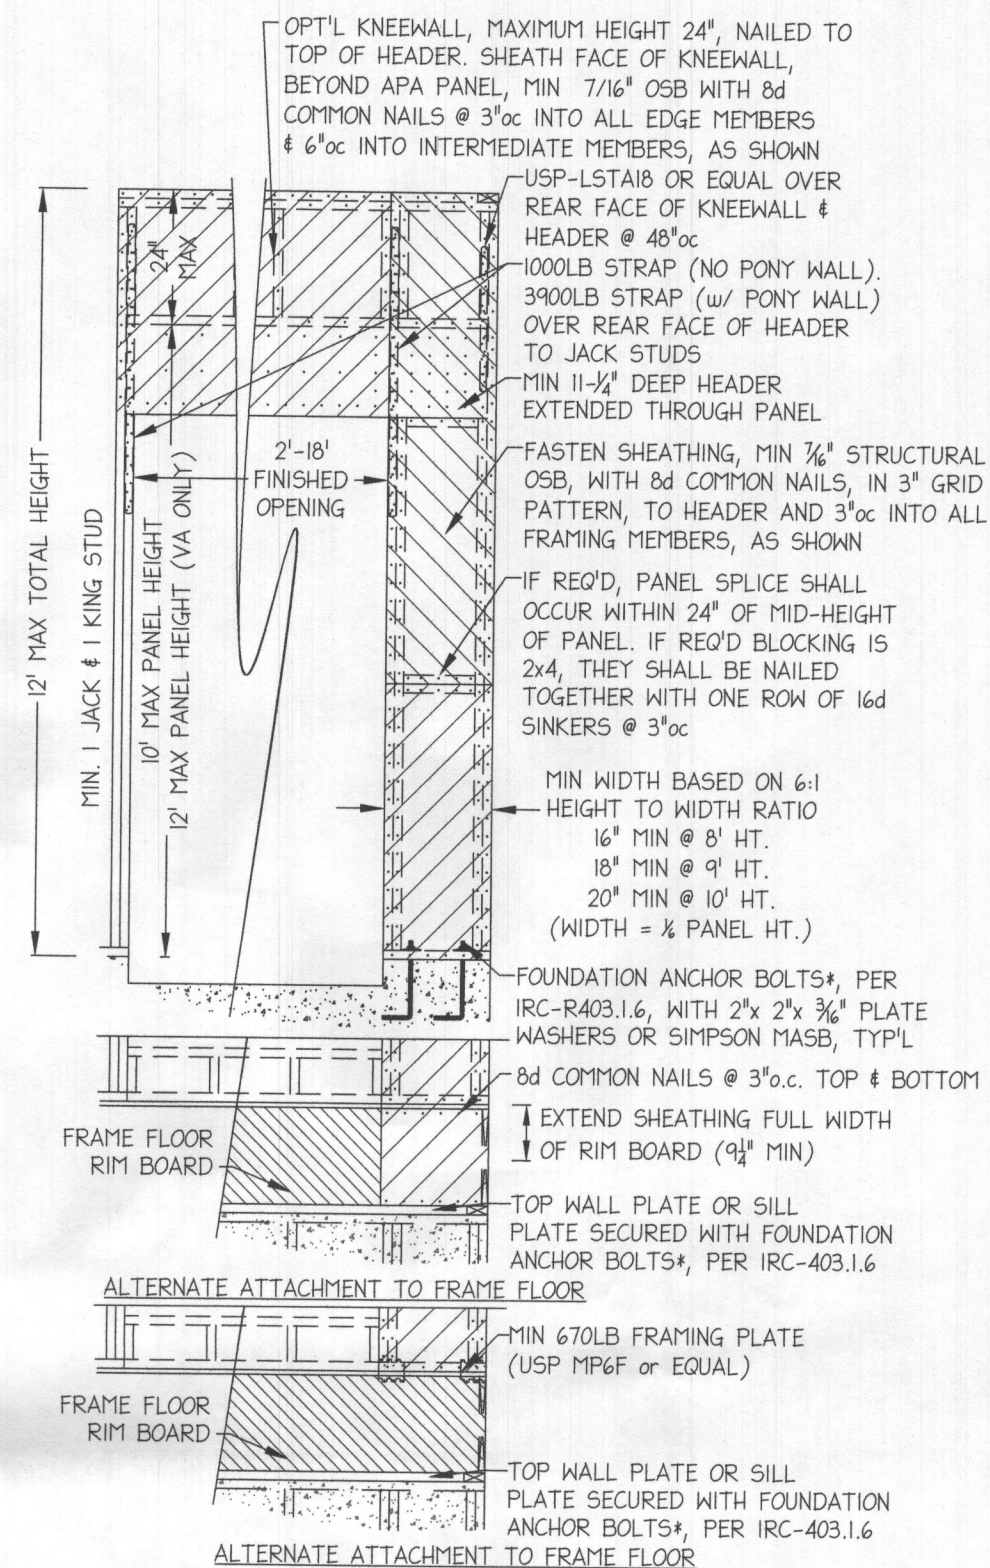 OPT'L KNEEWALL, MAXIMUM HEIGHT 24", NAILED TO
TOP OF HEADER. SHEATH FACE OF KNEEWALL,
BEYOND APA PANEL, MIN 7/16" OSB WITH 8d
COMMON NAILS @ 3"oc INTO ALL EDGE MEMBERS
& 6"oc INTO INTERMEDIATE MEMBERS, AS SHOWN
USP-LSTA18 OR EQUAL OVER
REAR FACE OF KNEEWALL &
HEADER @ 48"oc
1000LB STRAP (NO PONY WALL).
3900LB STRAP (w/ PONY WALL)
OVER REAR FACE OF HEADER
TO JACK STUDS
MIN 11-1/4" DEEP HEADER
EXTENDED THROUGH PANEL
24"
MAX
12' MAX TOTAL HEIGHT
MIN. 1 JACK & 1 KING STUD
10' MAX PANEL HEIGHT
12' MAX PANEL HEIGHT (VA ONLY)
2'-18'
FINISHED
OPENING
FASTEN SHEATHING, MIN 7/16" STRUCTURAL
OSB, WITH 8d COMMON NAILS, IN 3" GRID
PATTERN, TO HEADER AND 3"oc INTO ALL
FRAMING MEMBERS, AS SHOWN
IF REQ'D, PANEL SPLICE SHALL
OCCUR WITHIN 24" OF MID-HEIGHT
OF PANEL. IF REQ'D BLOCKING IS
2x4, THEY SHALL BE NAILED
TOGETHER WITH ONE ROW OF 16d
SINKERS @ 3"oc
MIN WIDTH BASED ON 6:1
HEIGHT TO WIDTH RATIO
16" MIN @ 8' HT.
18" MIN @ 9' HT.
20" MIN @ 10' HT.
(WIDTH = 1/6 PANEL HT.)
FOUNDATION ANCHOR BOLTS*, PER
IRC-R403.1.6, WITH 2"x 2"x 3/16" PLATE
WASHERS OR SIMPSON MASB, TYP'L
8d COMMON NAILS @ 3"o.c. TOP & BOTTOM
EXTEND SHEATHING FULL WIDTH
OF RIM BOARD (9 1/4" MIN)
FRAME FLOOR
RIM BOARD
TOP WALL PLATE OR SILL
PLATE SECURED WITH FOUNDATION
ANCHOR BOLTS*, PER IRC-403.1.6
ALTERNATE ATTACHMENT TO FRAME FLOOR
MIN 670LB FRAMING PLATE
(USP MP6F or EQUAL)
FRAME FLOOR
RIM BOARD
TOP WALL PLATE OR SILL
PLATE SECURED WITH FOUNDATION
ANCHOR BOLTS*, PER IRC-403.1.6
ALTERNATE ATTACHMENT TO FRAME FLOOR